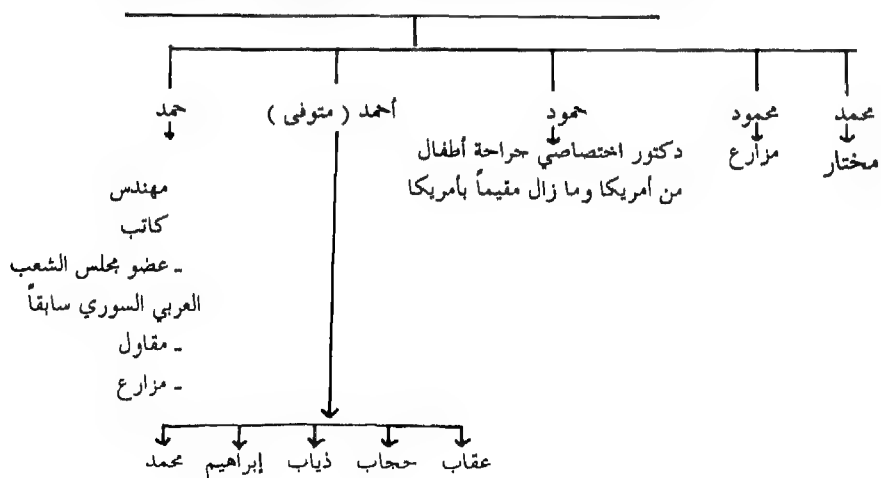 محمد محمود حمود أحمد ( متوفى ) حمد
مختار مزارع دكتور اختصاصي جراحة أطفال
من أمريكا وما زال مقيماً بأمريكا
مهندس
كاتب
ـ عضو مجلس الشعب
العربي السوري سابقاً
ـ مقاول
ـ مزارع
عقاب حجاب ذياب إبراهيم محمد